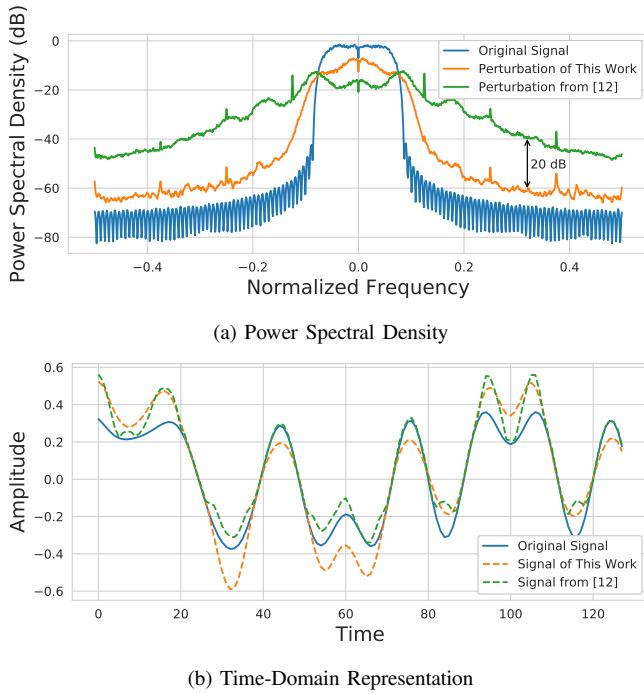 Power Spectral Density (dB)
0
−20
−40
−60
−80
Original Signal
Perturbation of This Work
Perturbation from [12]
20 dB
−0.4
−0.2
0.0
0.2
0.4
Normalized Frequency
(a) Power Spectral Density
Amplitude
0.6
0.4
0.2
0.0
−0.2
−0.4
−0.6
Original Signal
Signal of This Work
Signal from [12]
0
20
40
60
80
100
120
Time
(b) Time-Domain Representation